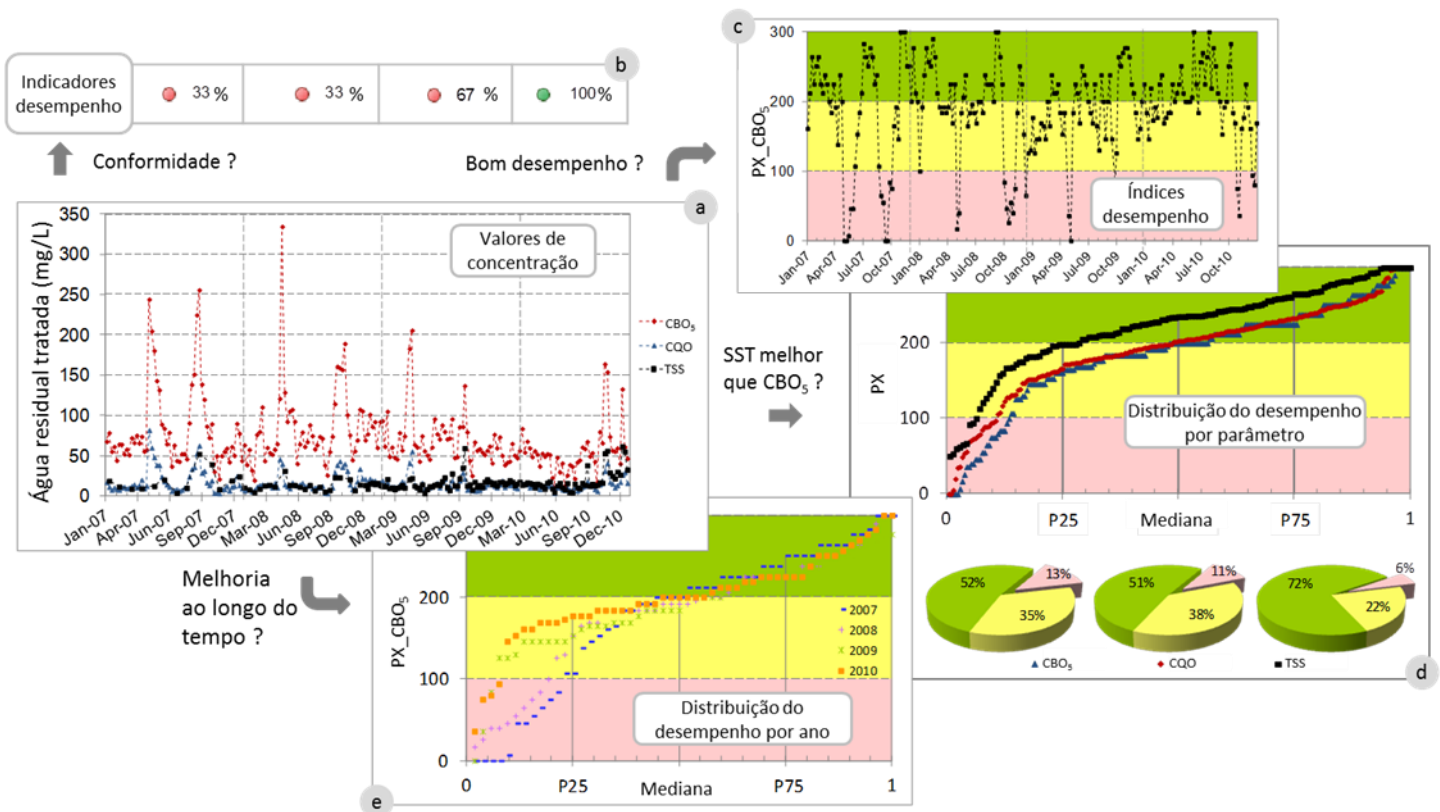 b
Indicadores
desempenho
33 %
33 %
67 %
100%
Conformidade ?
Bom desempenho ?
a
350
300
250
200
150
100
50
0
Água residual tratada (mg/L)
Valores de
concentração
CBO₅
CQO
TSS
Jan-07
Apr-07
Jun-07
Sep-07
Dec-07
Mar-08
Jun-08
Sep-08
Dec-08
Mar-09
Jun-09
Sep-09
Dec-09
Mar-10
Jun-10
Sep-10
Dec-10
c
300
200
100
0
PX_CBO₅
Índices
desempenho
Jan-07
Apr-07
Jul-07
Oct-07
Jan-08
Apr-08
Jul-08
Oct-08
Jan-09
Apr-09
Jul-09
Oct-09
Jan-10
Apr-10
Jul-10
Oct-10
SST melhor
que CBO₅ ?
PX
200
100
0
Distribuição do desempenho
por parâmetro
0
P25
Mediana
P75
1
52%
13%
35%
51%
11%
38%
72%
6%
22%
CBO₅
CQO
TSS
d
Melhoria
ao longo do
tempo ?
PX_CBO₅
200
100
0
2007
2008
2009
2010
Distribuição do
desempenho por ano
0
P25
Mediana
P75
1
e